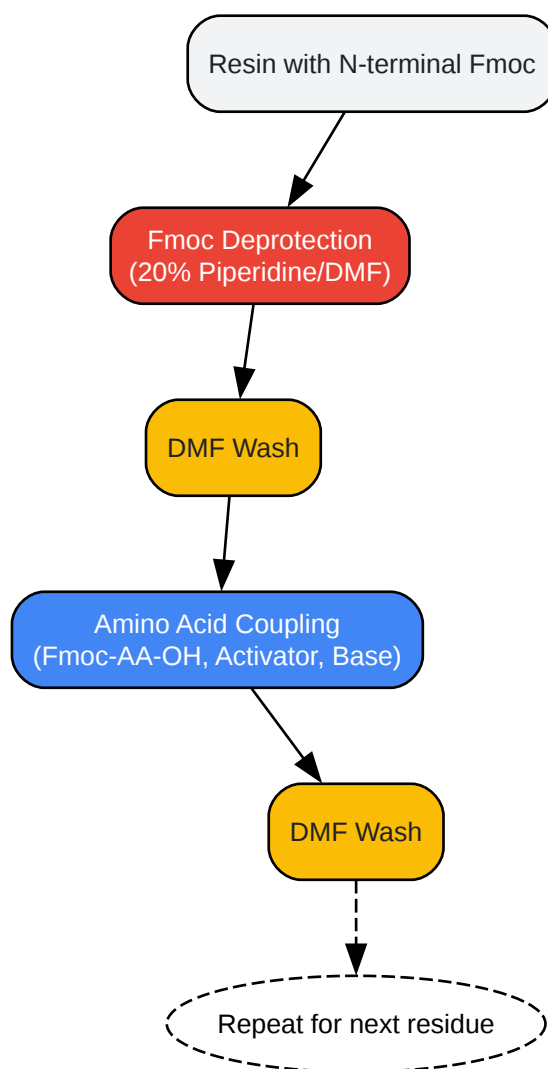 Resin with N-terminal Fmoc
Fmoc Deprotection
(20% Piperidine/DMF)
DMF Wash
Amino Acid Coupling
(Fmoc-AA-OH, Activator, Base)
DMF Wash
Repeat for next residue